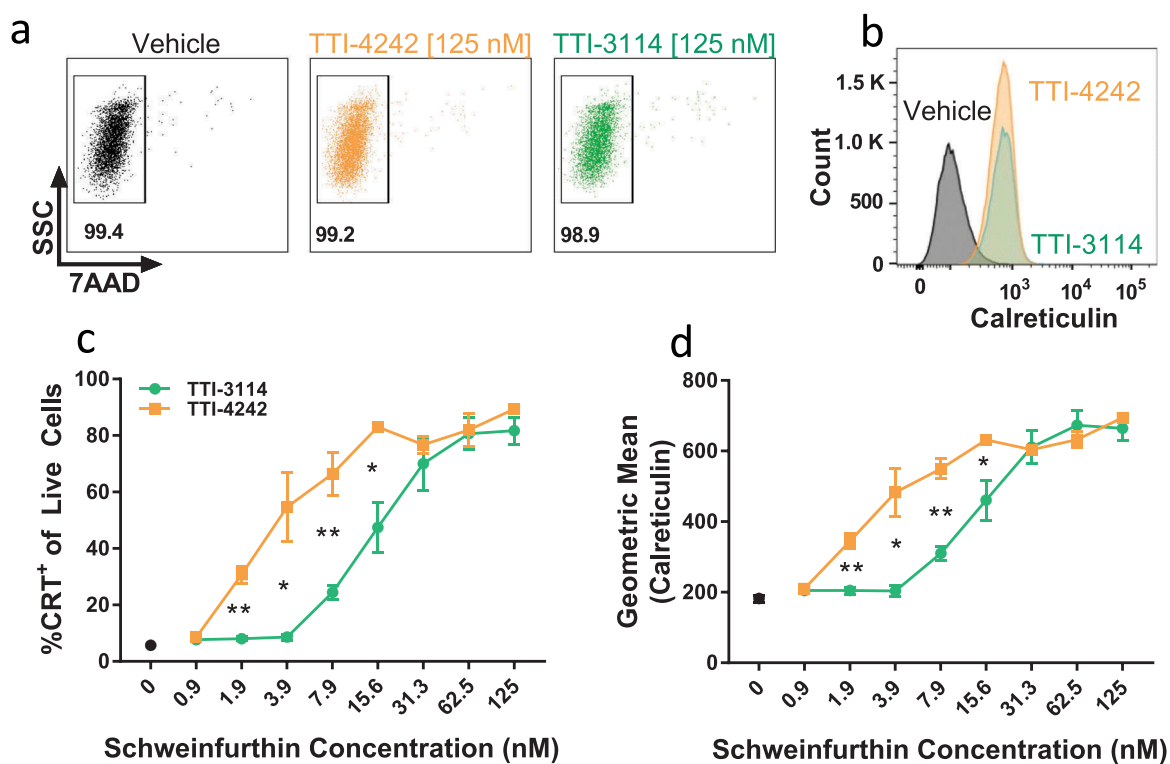 a
Vehicle
TTI-4242 [125 nM]
TTI-3114 [125 nM]
SSC
99.4
99.2
98.9
7AAD
b
1.5 K
1.0 K
500
0
Count
Vehicle
TTI-4242
TTI-3114
0
10³
10⁴
10⁵
Calreticulin
c
TTI-3114
TTI-4242
100
80
60
40
20
0
%CRT⁺ of Live Cells
**
*
**
*
0
0.9
1.9
3.9
7.9
15.6
31.3
62.5
125
Schweinfurthin Concentration (nM)
d
800
600
400
200
0
Geometric Mean
(Calreticulin)
**
*
**
*
0
0.9
1.9
3.9
7.9
15.6
31.3
62.5
125
Schweinfurthin Concentration (nM)